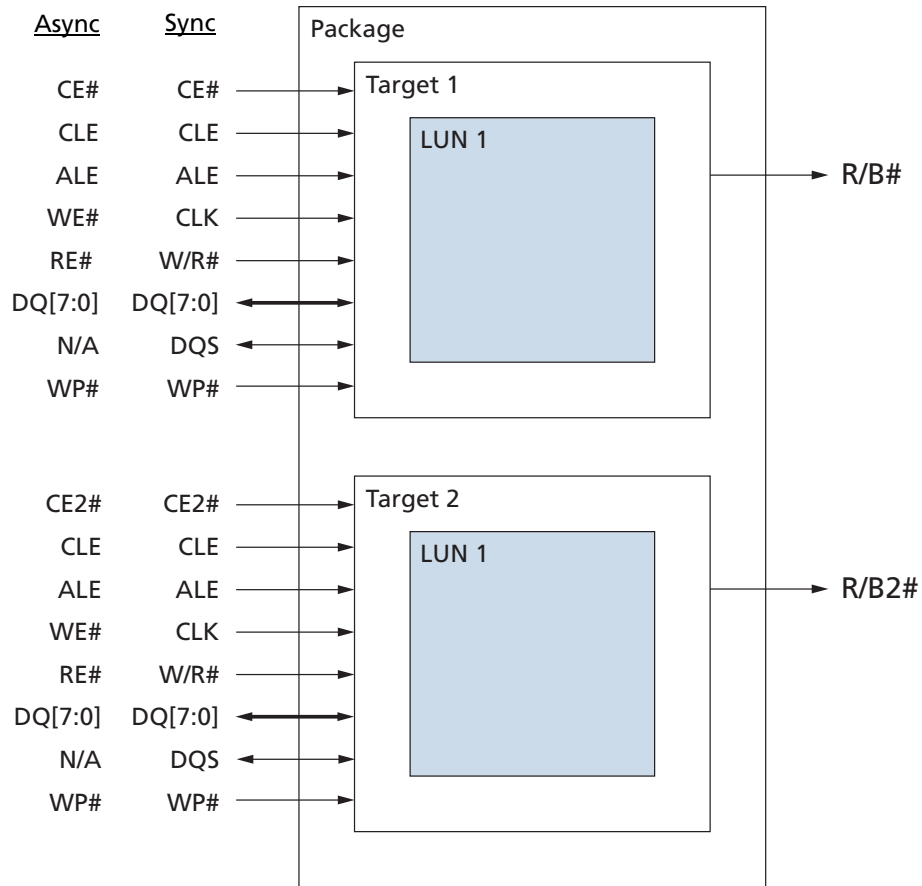 Async Sync Package
CE# CE# Target 1
CLE CLE LUN 1
ALE ALE R/B#
WE# CLK
RE# W/R#
DQ[7:0] DQ[7:0]
N/A DQS
WP# WP#
CE2# CE2# Target 2
CLE CLE LUN 1
ALE ALE R/B2#
WE# CLK
RE# W/R#
DQ[7:0] DQ[7:0]
N/A DQS
WP# WP#